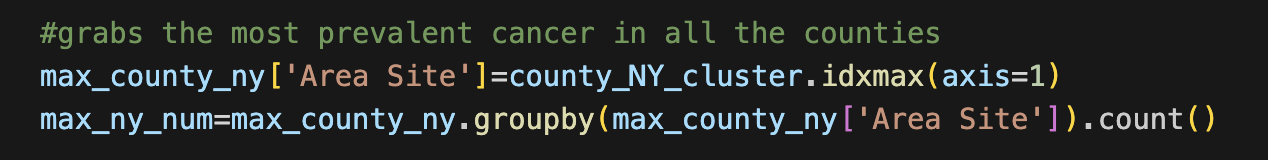 #grabs the most prevalent cancer in all the counties
max_county_ny['Area Site']=county_NY_cluster.idxmax(axis=1)
max_ny_num=max_county_ny.groupby(max_county_ny['Area Site']).count()